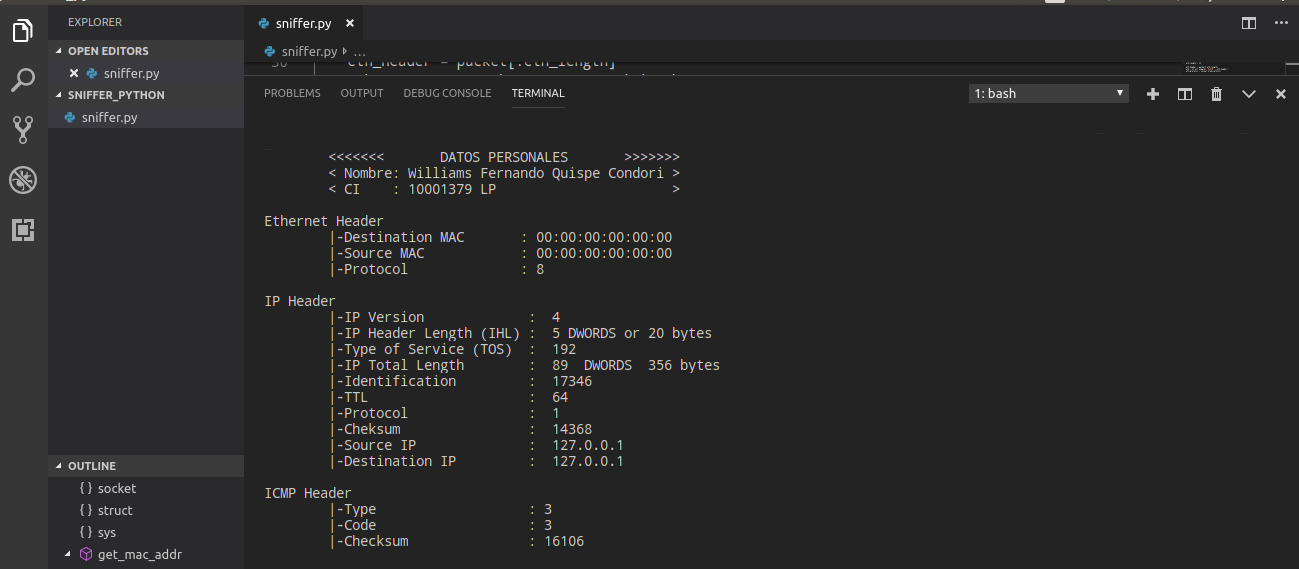 EXPLORER
OPEN EDITORS
sniffer.py
SNIFFER_PYTHON
sniffer.py
OUTLINE
{ } socket
{ } struct
{ } sys
get_mac_addr
sniffer.py
sniffer.py › ...
eth_header = packet[:eth_length]
PROBLEMS OUTPUT DEBUG CONSOLE TERMINAL 1: bash
<<<<<<< DATOS PERSONALES >>>>>>>
< Nombre: Williams Fernando Quispe Condori >
< CI : 10001379 LP >
Ethernet Header
|-Destination MAC : 00:00:00:00:00:00
|-Source MAC : 00:00:00:00:00:00
|-Protocol : 8
IP Header
|-IP Version : 4
|-IP Header Length (IHL) : 5 DWORDS or 20 bytes
|-Type of Service (TOS) : 192
|-IP Total Length : 89 DWORDS 356 bytes
|-Identification : 17346
|-TTL : 64
|-Protocol : 1
|-Cheksum : 14368
|-Source IP : 127.0.0.1
|-Destination IP : 127.0.0.1
ICMP Header
|-Type : 3
|-Code : 3
|-Checksum : 16106